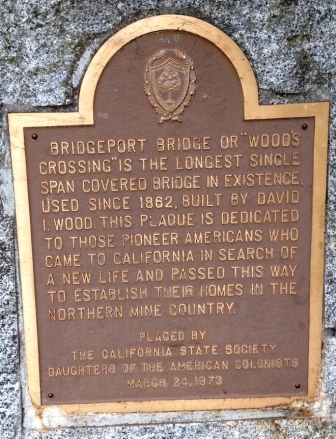 BRIDGEPORT BRIDGE OR "WOOD'S
CROSSING" IS THE LONGEST SINGLE
SPAN COVERED BRIDGE IN EXISTENCE,
USED SINCE 1862, BUILT BY DAVID
I. WOOD. THIS PLAQUE IS DEDICATED
TO THOSE PIONEER AMERICANS WHO
CAME TO CALIFORNIA IN SEARCH OF
A NEW LIFE AND PASSED THIS WAY
TO ESTABLISH THEIR HOMES IN THE
NORTHERN MINE COUNTRY.
PLACED BY
THE CALIFORNIA STATE SOCIETY
DAUGHTERS OF THE AMERICAN COLONISTS
MARCH 24, 1973